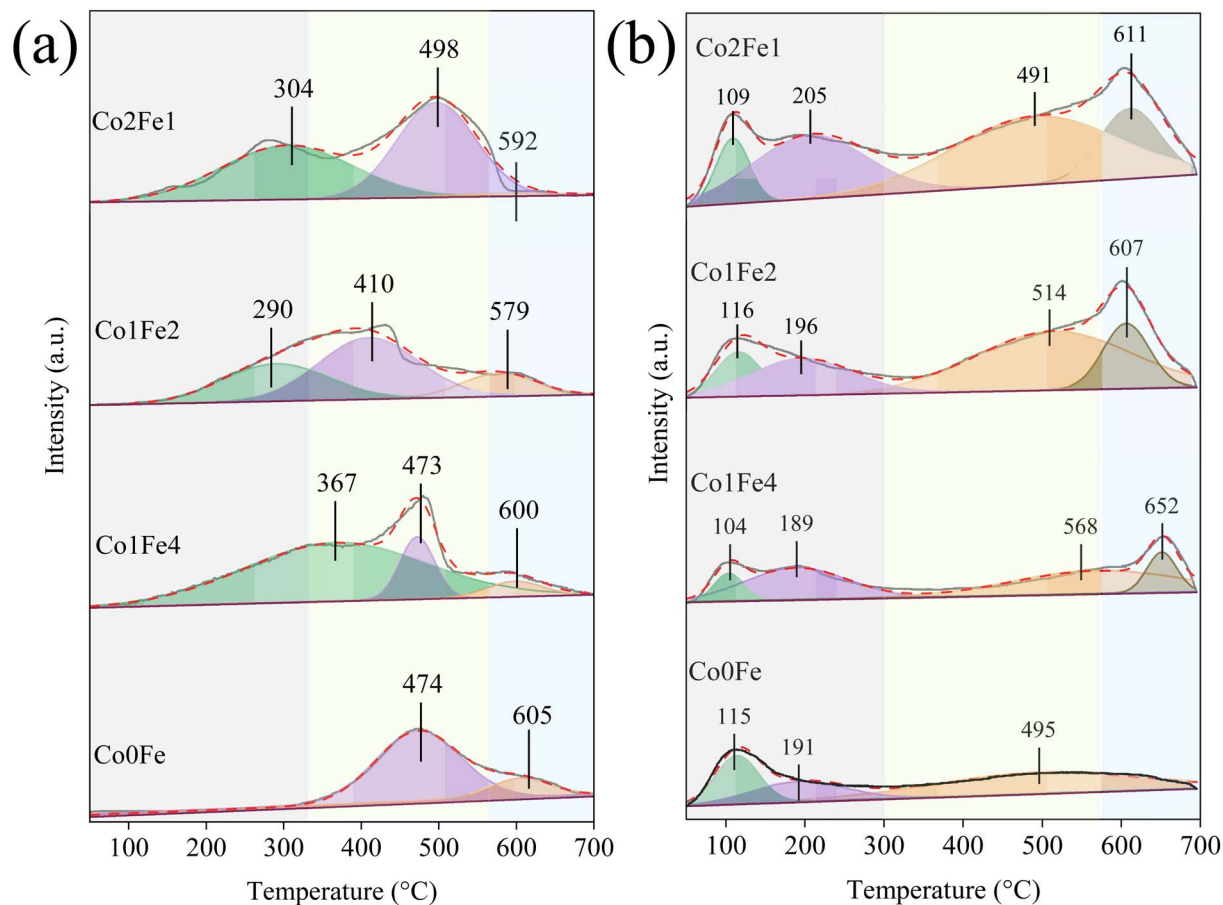 (a)
Co2Fe1
304
498
592
Co1Fe2
290
410
579
Co1Fe4
367
473
600
Co0Fe
474
605
Intensity (a.u.)
100 200 300 400 500 600 700
Temperature (°C)
(b)
Co2Fe1
109
205
491
611
Co1Fe2
116
196
514
607
Co1Fe4
104
189
568
652
Co0Fe
115
191
495
Intensity (a.u.)
100 200 300 400 500 600 700
Temperature (°C)